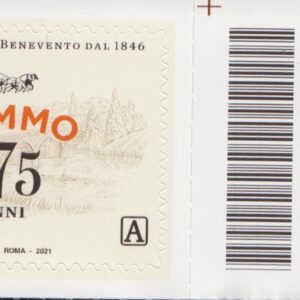 BENEVENTO DAL 1846
MMO
75
NNI
A
ROMA - 2021